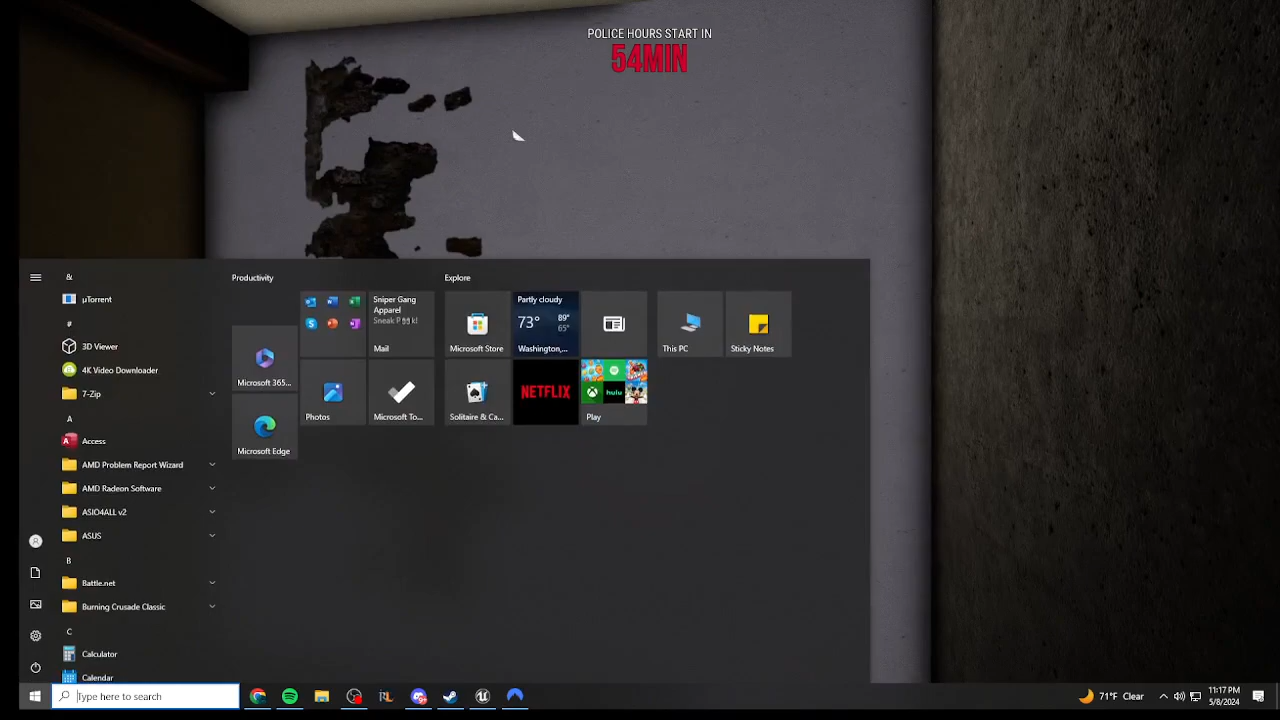 POLICE HOURS START IN
54MIN
&
µTorrent
#
3D Viewer
4K Video Downloader
7-Zip
A
Access
AMD Problem Report Wizard
AMD Radeon Software
ASIO4ALL v2
ASUS
B
Battle.net
Burning Crusade Classic
C
Calculator
Calendar
Productivity
Sniper Gang
Apparel
Mail
Microsoft 365...
Photos
Microsoft To...
Microsoft Edge
Explore
Microsoft Store
Partly cloudy
73° 89°
65°
Washington,...
Solitaire & Ca...
NETFLIX
hulu
Play
This PC
Sticky Notes
Type here to search
71°F Clear
11:17 PM
5/8/2024